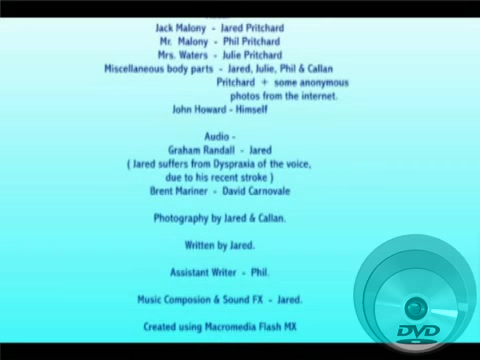 Jack Malony - Jared Pritchard
Mr. Malony - Phil Pritchard
Mrs. Waters - Julie Pritchard
Miscellaneous body parts - Jared, Julie, Phil & Callan
Pritchard + some anonymous
photos from the internet.
John Howard - Himself
Audio -
Graham Randall - Jared
( Jared suffers from Dyspraxia of the voice,
due to his recent stroke )
Brent Mariner - David Carnovale
Photography by Jared & Callan.
Written by Jared.
Assistant Writer - Phil.
Music Composion & Sound FX - Jared.
Created using Macromedia Flash MX
DVD